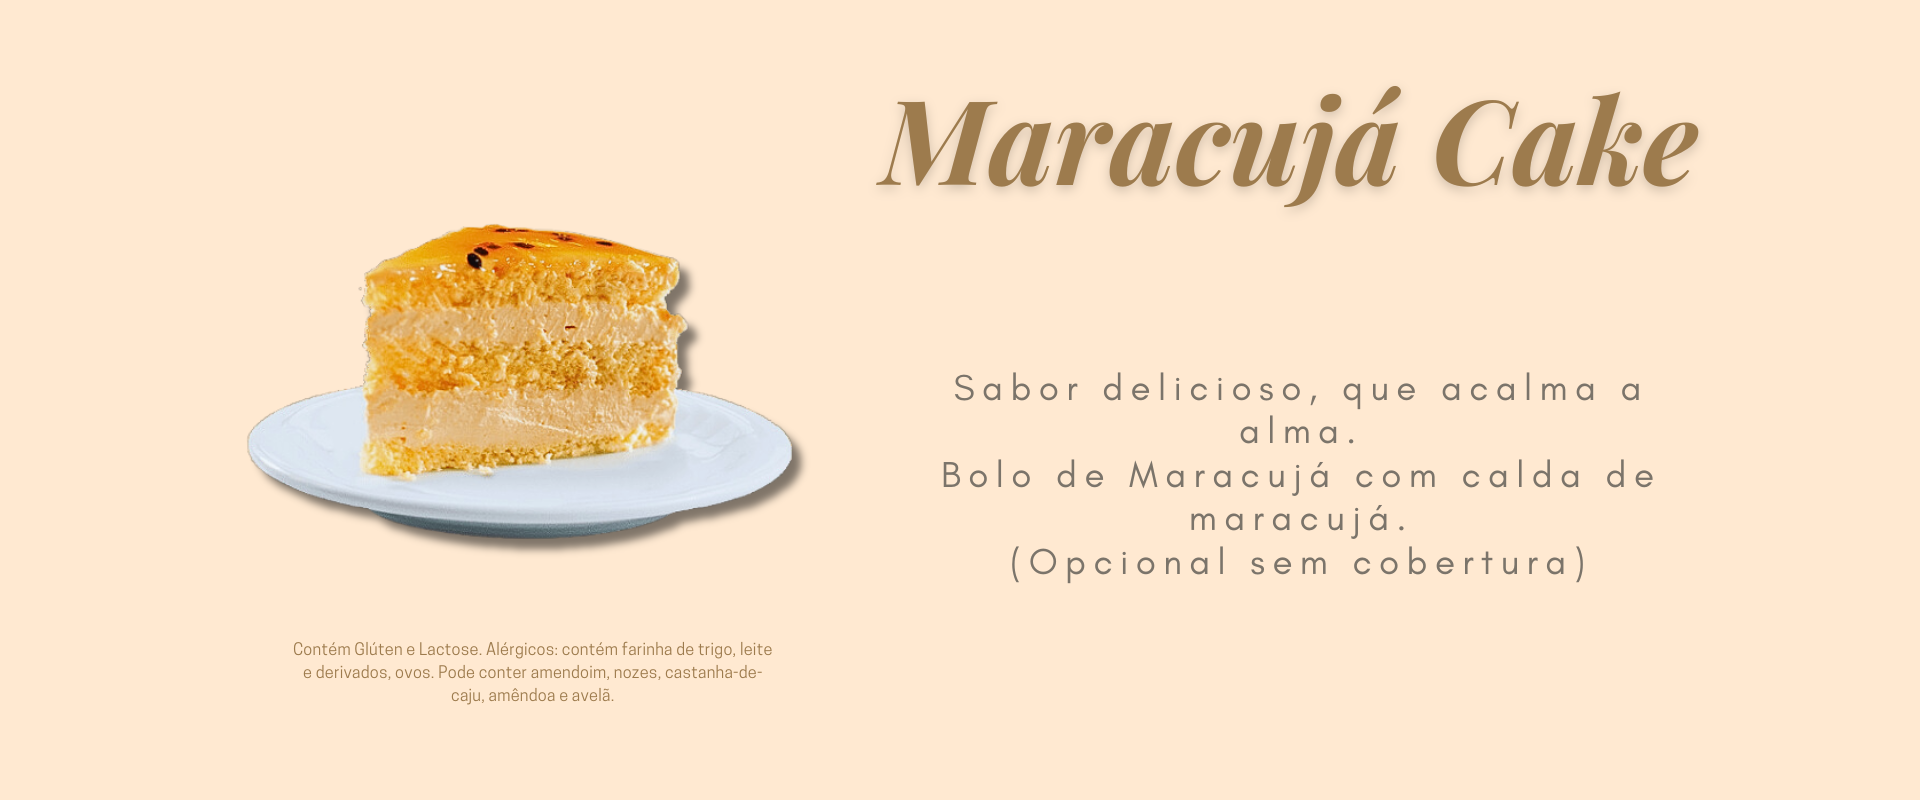 Maracujá Cake
Sabor delicioso, que acalma a
alma.
Bolo de Maracujá com calda de
maracujá.
(Opcional sem cobertura)
Contém Glúten e Lactose. Alérgicos: contém farinha de trigo, leite
e derivados, ovos. Pode conter amendoim, nozes, castanha-de-
caju, amêndoa e avelã.